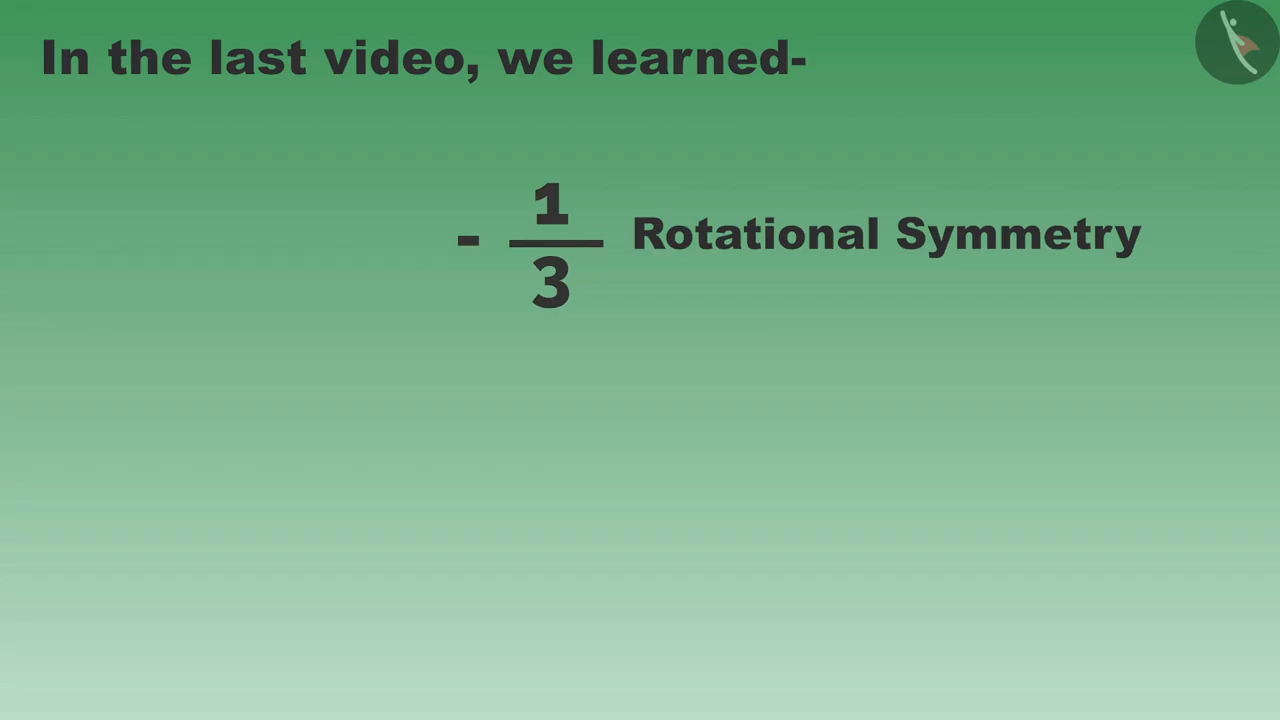 In the last video, we learned-
- 1/3 Rotational Symmetry